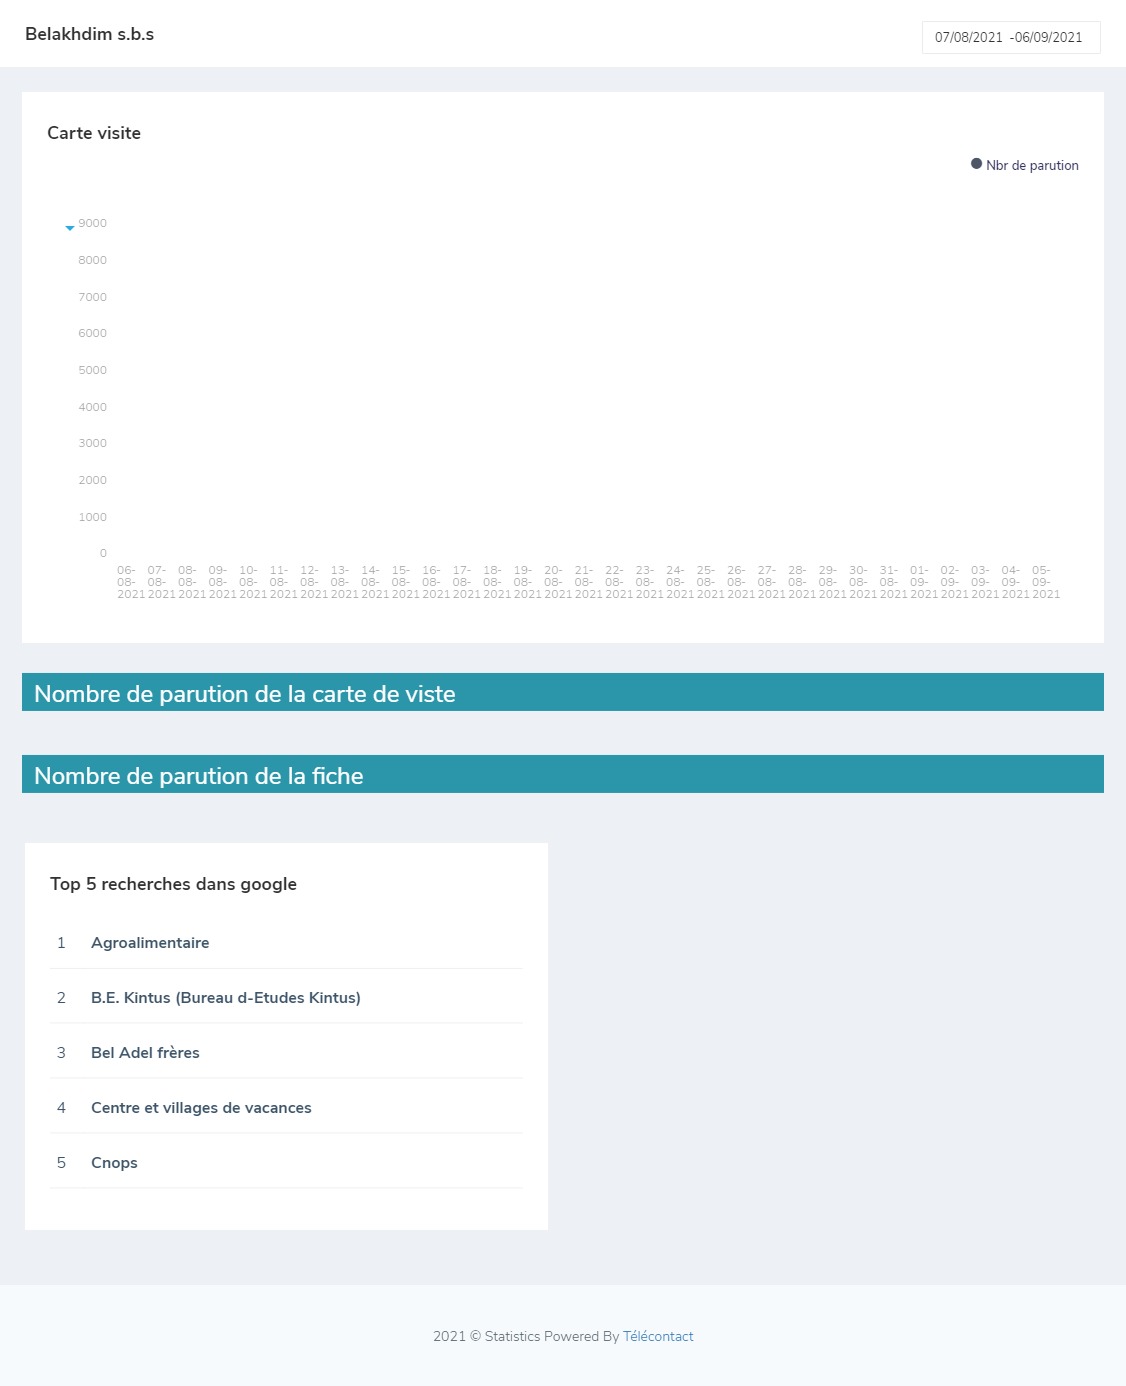 Belakhdim s.b.s
07/08/2021 -06/09/2021
Carte visite
Nbr de parution
9000
8000
7000
6000
5000
4000
3000
2000
1000
0
06- 07- 08- 09- 10- 11- 12- 13- 14- 15- 16- 17- 18- 19- 20- 21- 22- 23- 24- 25- 26- 27- 28- 29- 30- 31- 01- 02- 03- 04- 05-
08- 08- 08- 08- 08- 08- 08- 08- 08- 08- 08- 08- 08- 08- 08- 08- 08- 08- 08- 08- 08- 08- 08- 08- 08- 08- 09- 09- 09- 09- 09-
2021 2021 2021 2021 2021 2021 2021 2021 2021 2021 2021 2021 2021 2021 2021 2021 2021 2021 2021 2021 2021 2021 2021 2021 2021 2021 2021 2021 2021 2021 2021
Nombre de parution de la carte de viste
Nombre de parution de la fiche
Top 5 recherches dans google
1 Agroalimentaire
2 B.E. Kintus (Bureau d-Etudes Kintus)
3 Bel Adel frères
4 Centre et villages de vacances
5 Cnops
2021 © Statistics Powered By Télécontact